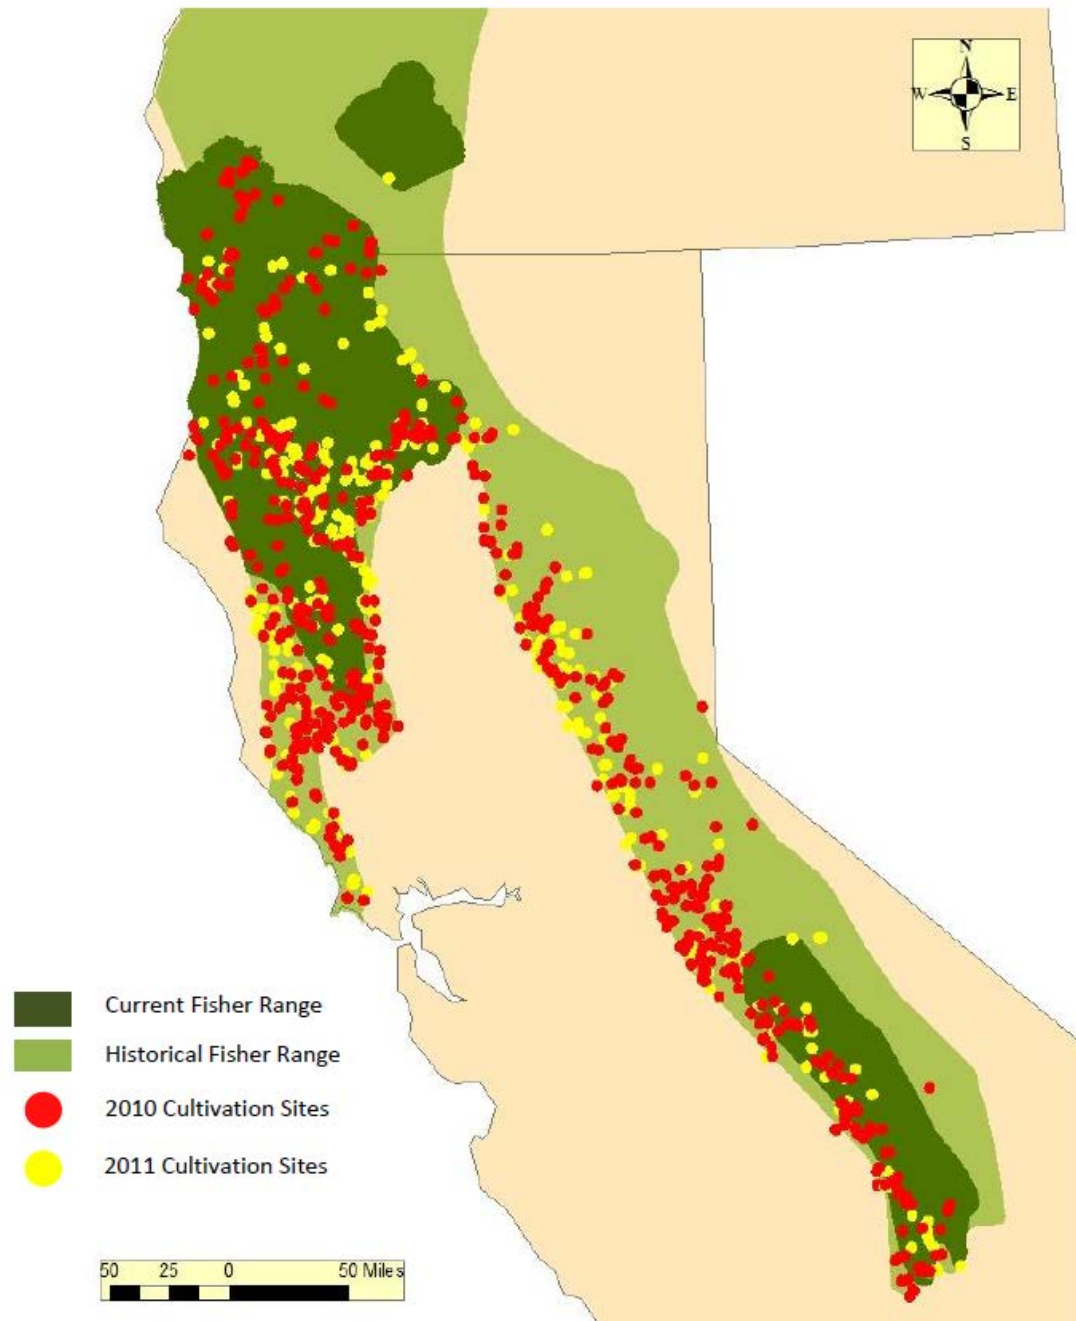 N
W E
S
Current Fisher Range
Historical Fisher Range
2010 Cultivation Sites
2011 Cultivation Sites
50 25 0 50 Miles